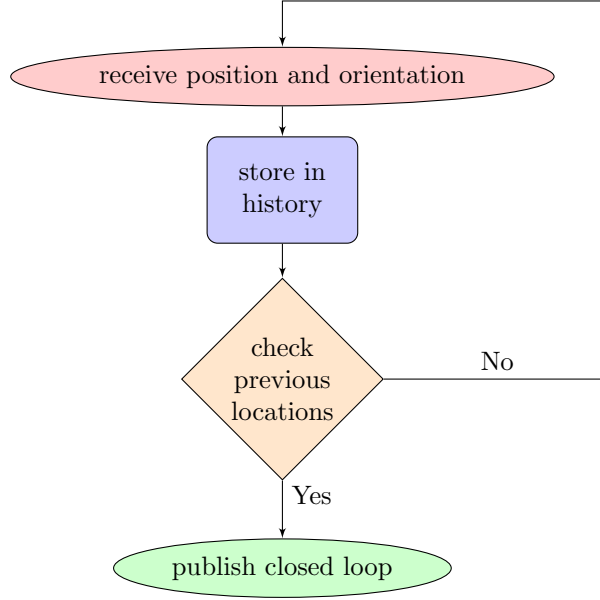 receive position and orientation
store in
history
check
previous
locations
No
Yes
publish closed loop